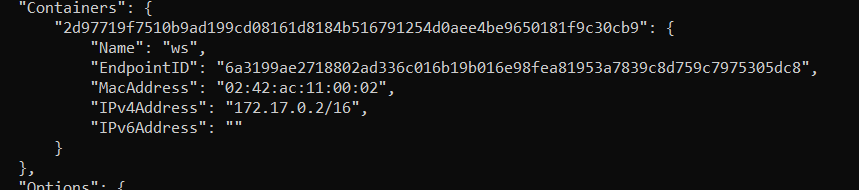 "Containers": {
"2d97719f7510b9ad199cd08161d8184b516791254d0aee4be9650181f9c30cb9": {
"Name": "ws",
"EndpointID": "6a3199ae2718802ad336c016b19b016e98fea81953a7839c8d759c7975305dc8",
"MacAddress": "02:42:ac:11:00:02",
"IPv4Address": "172.17.0.2/16",
"IPv6Address": ""
}
},
"Options": {